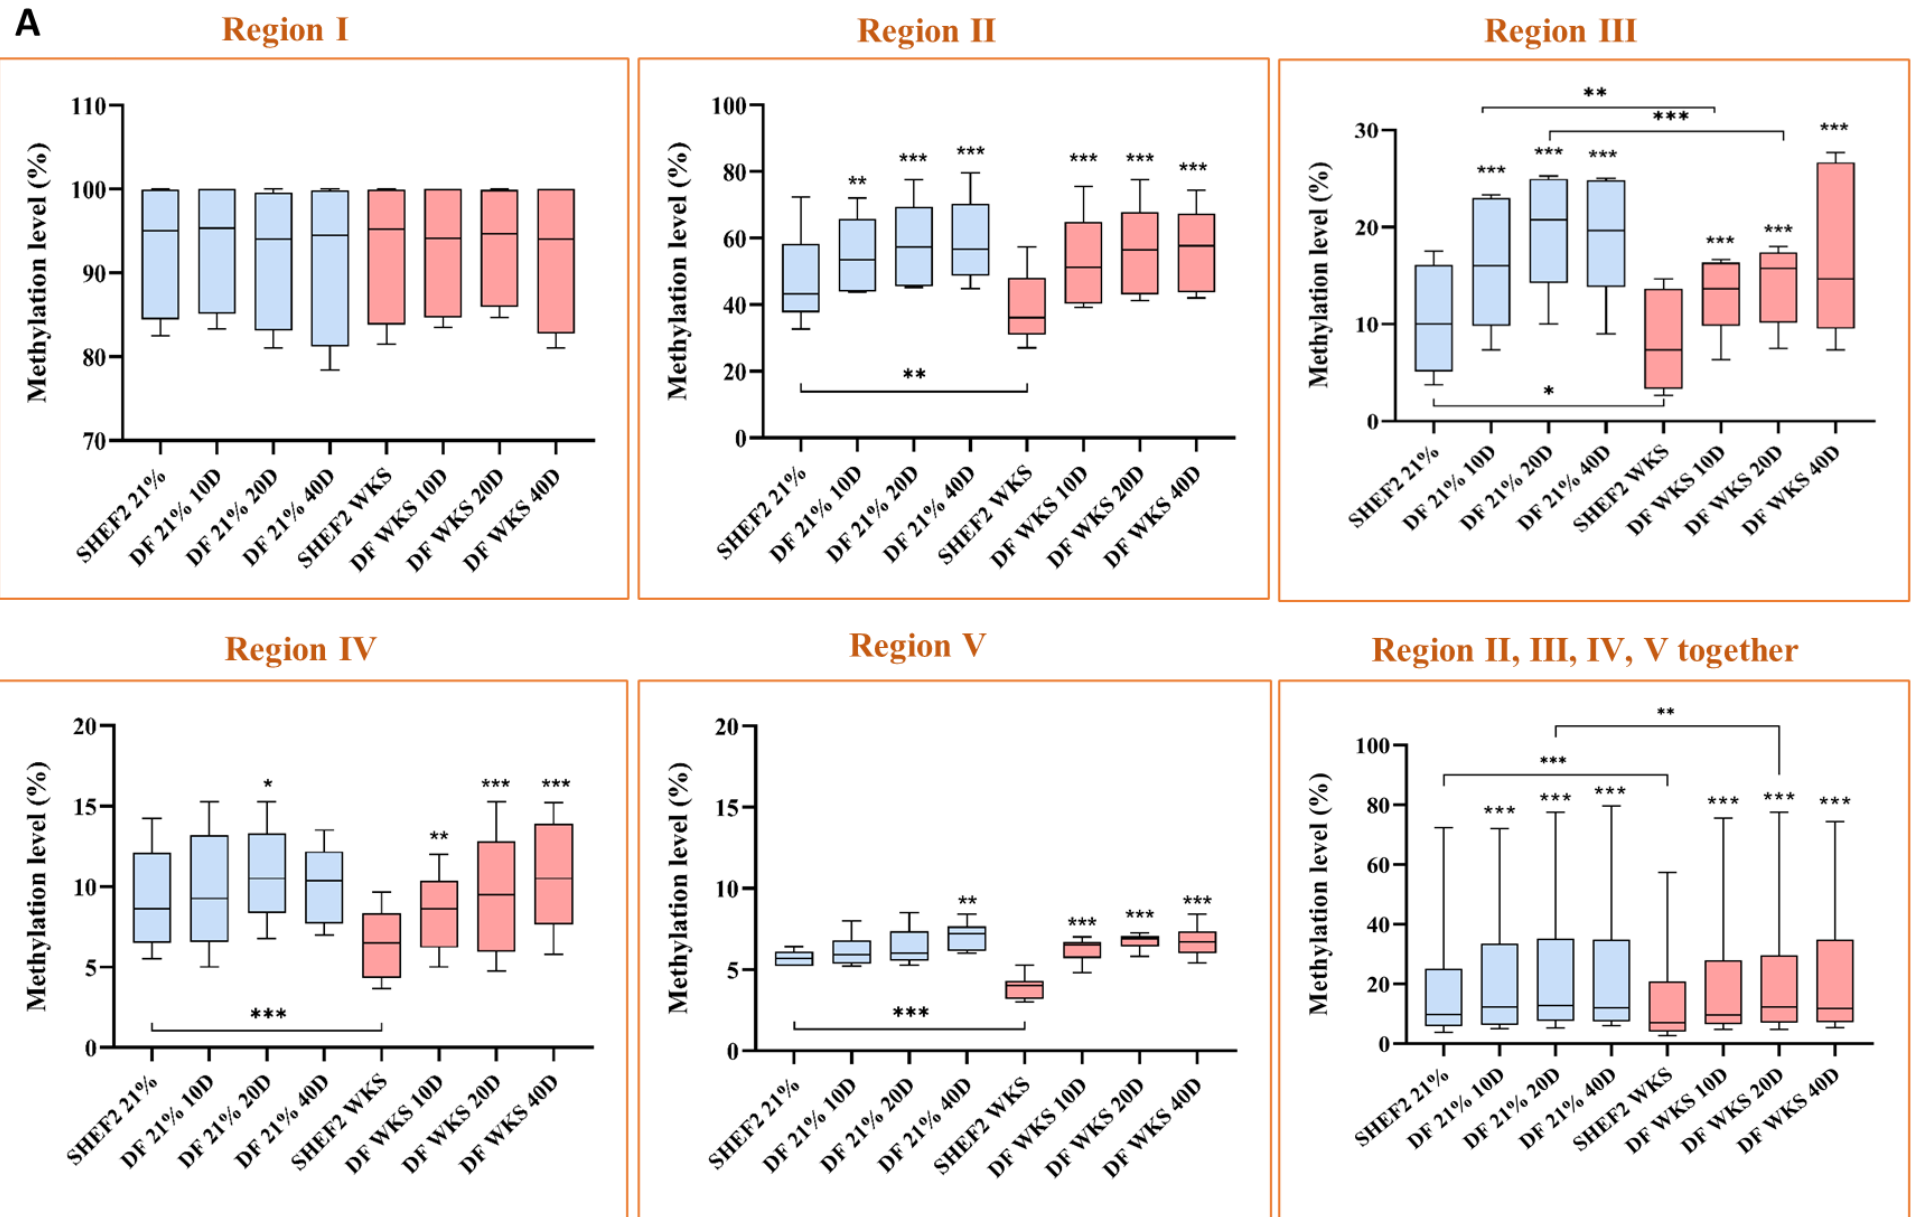 A
Region I
Region II
Region III
Methylation level (%)
110
100
90
80
70
SHEF2 21%
DF 21% 10D
DF 21% 20D
DF 21% 40D
SHEF2 WKS
DF WKS 10D
DF WKS 20D
DF WKS 40D
Methylation level (%)
100
80
60
40
20
0
**
***
***
***
***
***
**
SHEF2 21%
DF 21% 10D
DF 21% 20D
DF 21% 40D
SHEF2 WKS
DF WKS 10D
DF WKS 20D
DF WKS 40D
Methylation level (%)
30
20
10
0
**
***
***
***
***
***
***
***
*
SHEF2 21%
DF 21% 10D
DF 21% 20D
DF 21% 40D
SHEF2 WKS
DF WKS 10D
DF WKS 20D
DF WKS 40D
Region IV
Region V
Region II, III, IV, V together
Methylation level (%)
20
15
10
5
0
*
**
***
***
***
SHEF2 21%
DF 21% 10D
DF 21% 20D
DF 21% 40D
SHEF2 WKS
DF WKS 10D
DF WKS 20D
DF WKS 40D
Methylation level (%)
20
15
10
5
0
**
***
***
***
***
SHEF2 21%
DF 21% 10D
DF 21% 20D
DF 21% 40D
SHEF2 WKS
DF WKS 10D
DF WKS 20D
DF WKS 40D
Methylation level (%)
100
80
60
40
20
0
**
***
***
***
***
***
***
***
SHEF2 21%
DF 21% 10D
DF 21% 20D
DF 21% 40D
SHEF2 WKS
DF WKS 10D
DF WKS 20D
DF WKS 40D